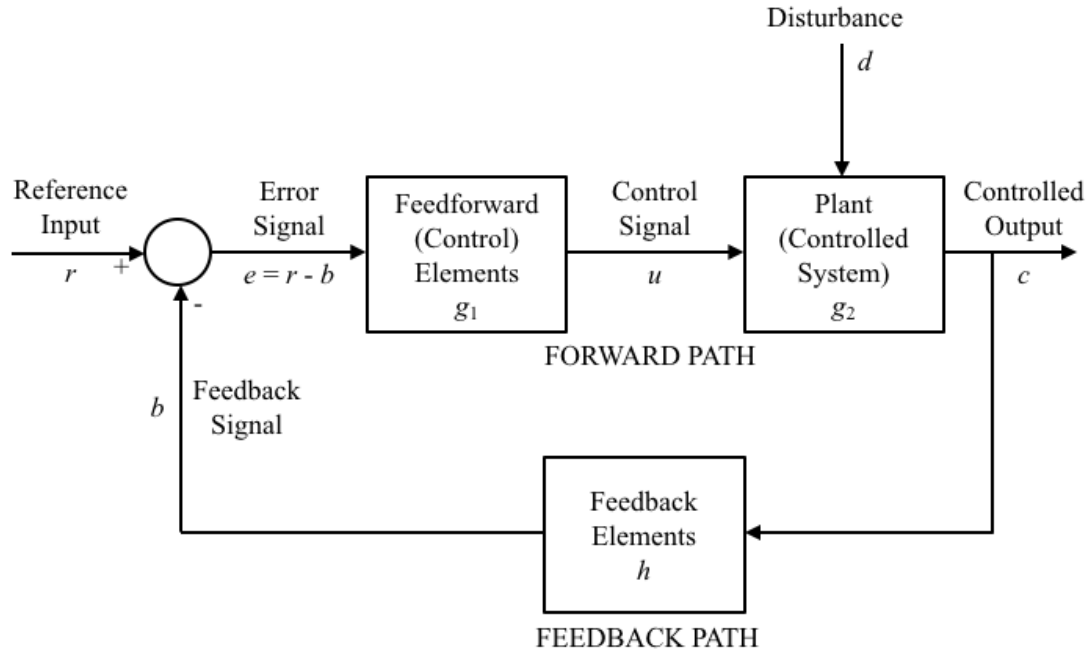 Disturbance
d
Reference
Input
r
+
-
Error
Signal
e = r - b
Feedforward
(Control)
Elements
g1
Control
Signal
u
Plant
(Controlled
System)
g2
Controlled
Output
c
FORWARD PATH
b
Feedback
Signal
Feedback
Elements
h
FEEDBACK PATH